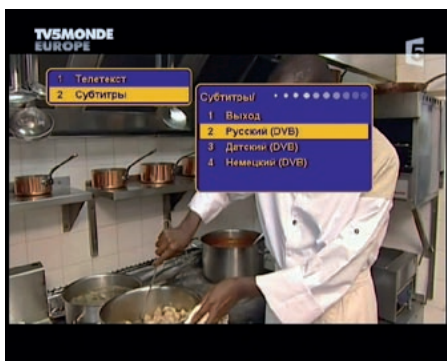 TV5MONDE
EUROPE
5
1 Телетекст
2 Субтитры
Субтитры/
1 Выход
2 Русский (DVB)
3 Детский (DVB)
4 Немецкий (DVB)